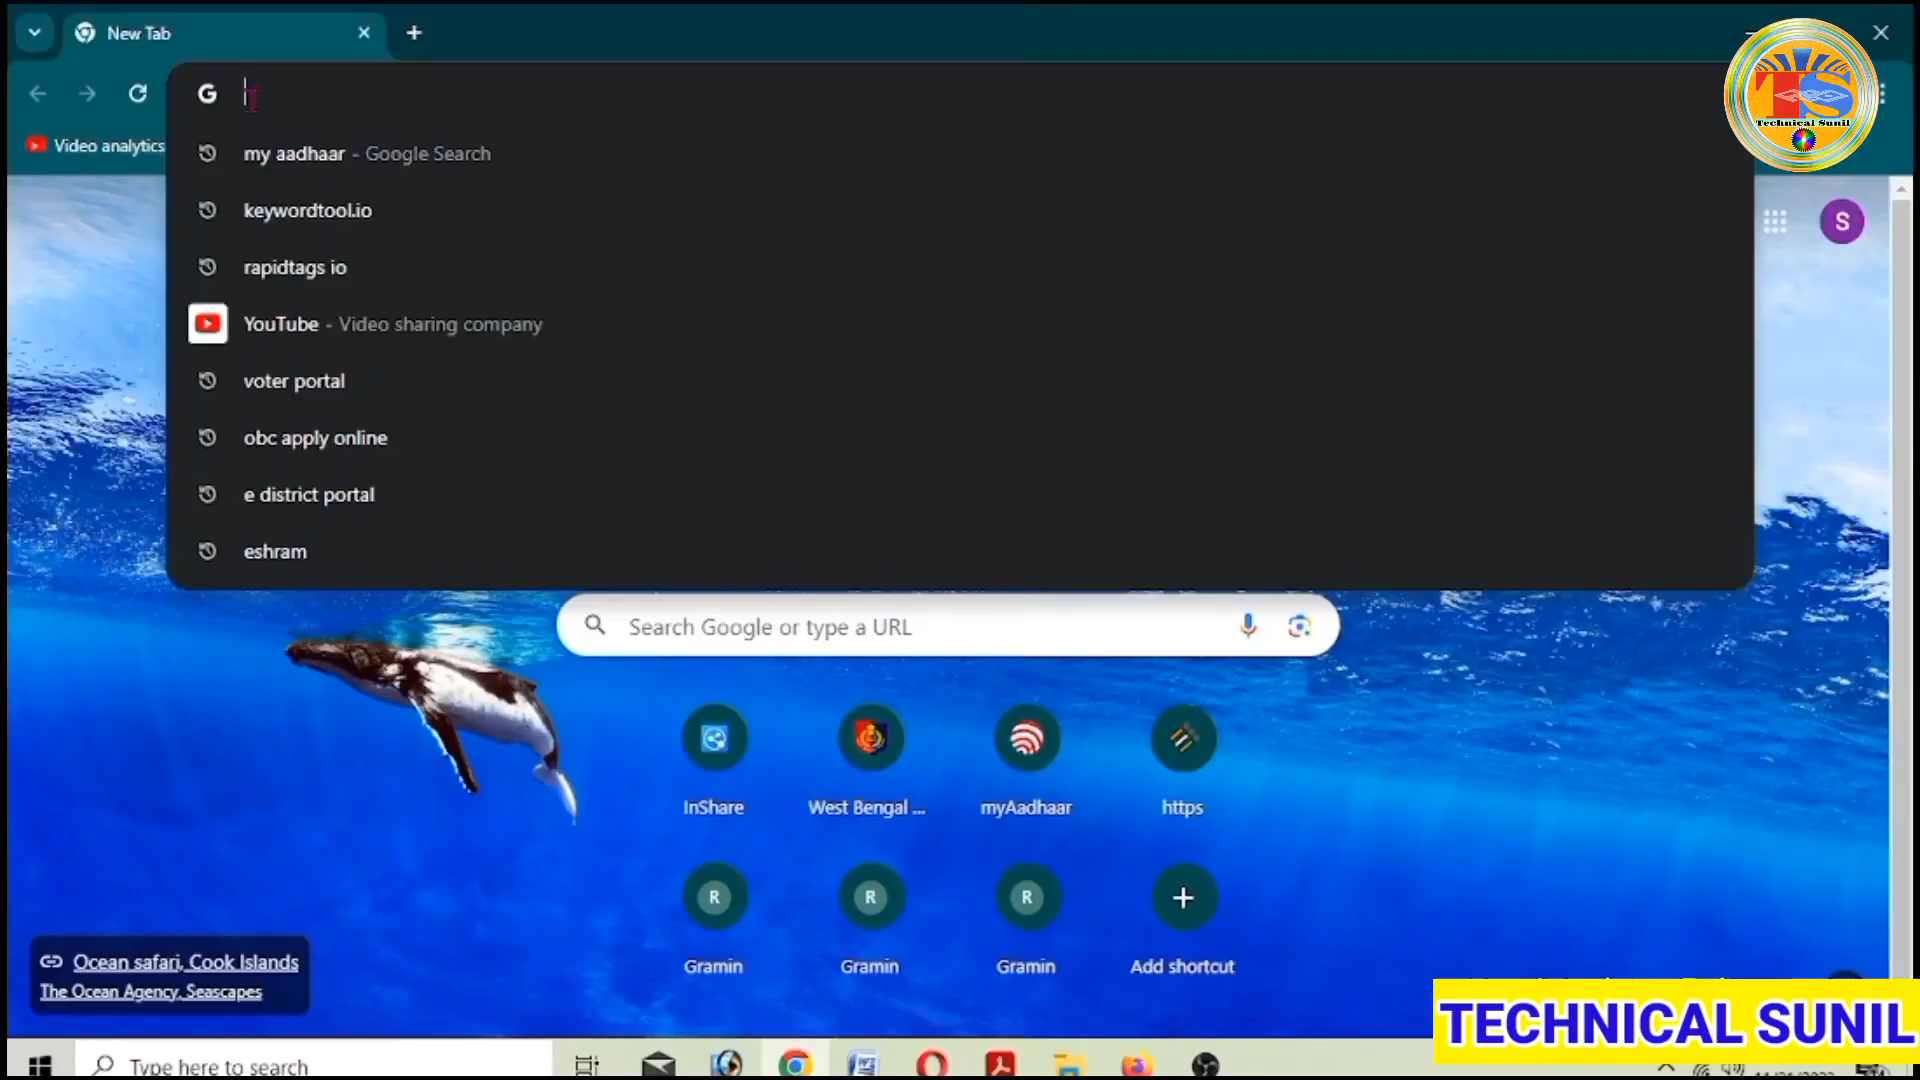 New Tab
G
Video analytics
my aadhaar - Google Search
keywordtool.io
rapidtags io
YouTube - Video sharing company
voter portal
obc apply online
e district portal
eshram
TS
Technical Sunil
S
Search Google or type a URL
InShare
West Bengal ...
myAadhaar
https
R
R
R
Gramin
Gramin
Gramin
Add shortcut
Ocean safari, Cook Islands
The Ocean Agency, Seascapes
TECHNICAL SUNIL
Type here to search